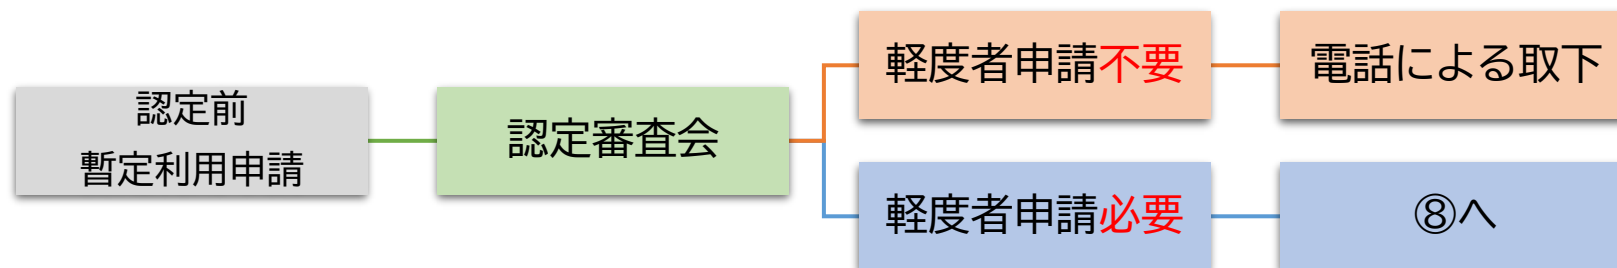 認定前
暫定利用申請
認定審査会
軽度者申請不要
電話による取下
軽度者申請必要
⑧へ